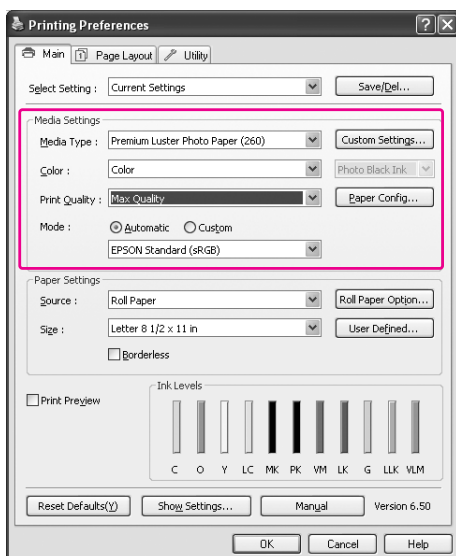 Printing Preferences
Main Page Layout Utility
Select Setting : Current Settings Save/Del...
Media Settings
Media Type : Premium Luster Photo Paper (260) Custom Settings...
Color : Color Photo Black Ink
Print Quality : Max Quality Paper Config...
Mode : Automatic Custom
EPSON Standard (sRGB)
Paper Settings
Source : Roll Paper Roll Paper Option...
Size : Letter 8 1/2 x 11 in User Defined...
Borderless
Print Preview
Ink Levels
C O Y LC MK PK VM LK G LLK VLM
Reset Defaults(Y) Show Settings... Manual Version 6.50
OK Cancel Help